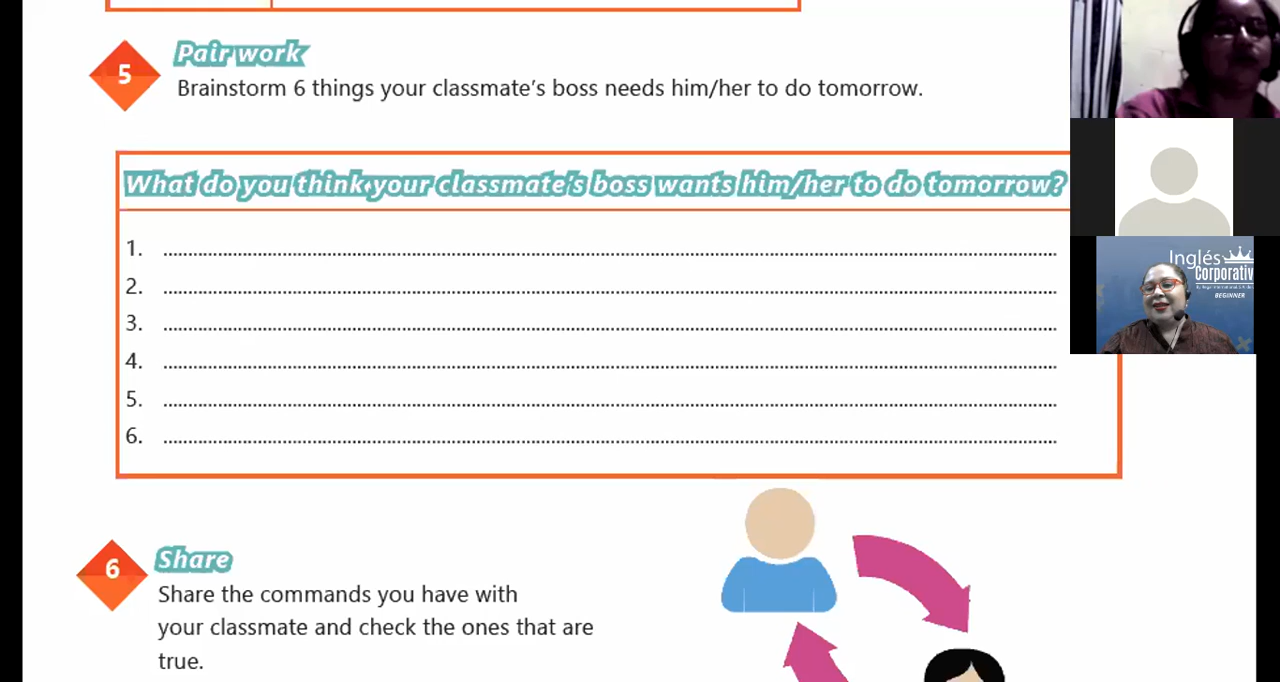 5
Pair work
Brainstorm 6 things your classmate's boss needs him/her to do tomorrow.
What do you think your classmate's boss wants him/her to do tomorrow?
1. ....................
2. ....................
3. ....................
4. ....................
5. ....................
6. ....................
6
Share
Share the commands you have with
your classmate and check the ones that are
true.
Inglés
Corporativ
BEGINNER